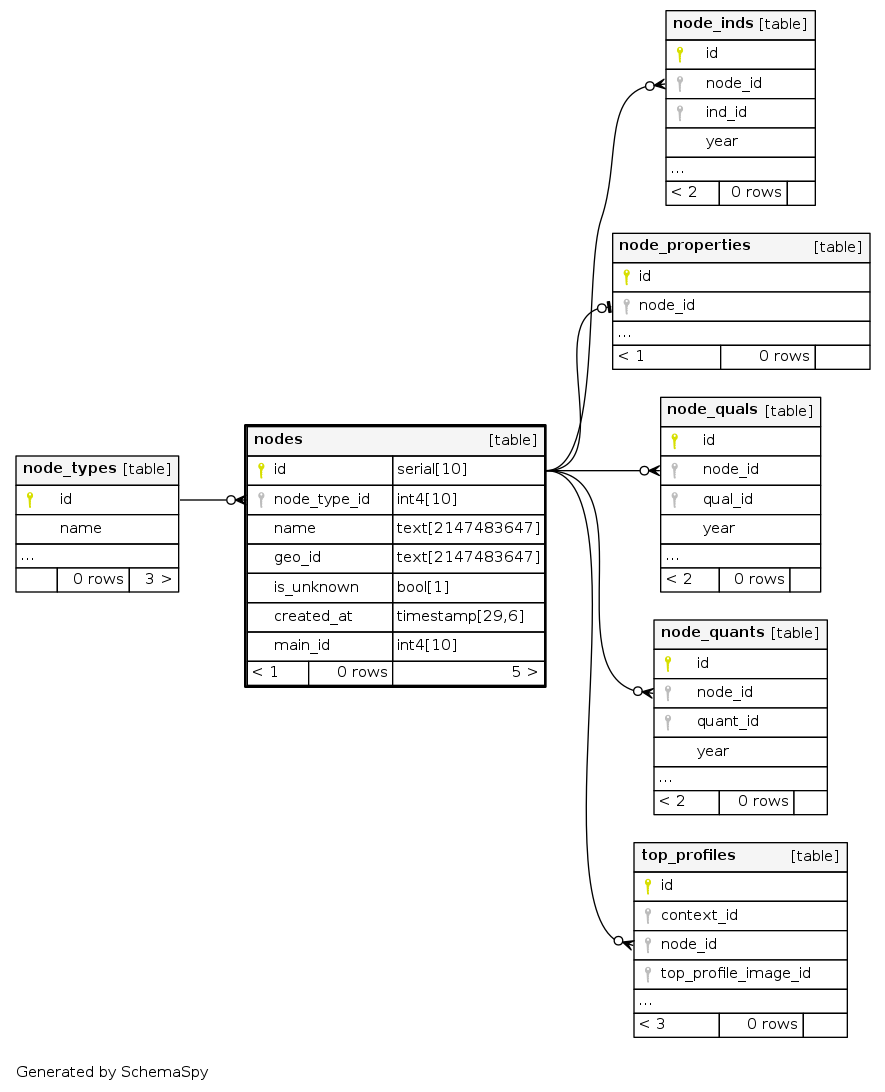 node_inds [table]
id
node_id
ind_id
year
...
< 2 0 rows
node_properties [table]
id
node_id
...
< 1 0 rows
node_quals [table]
id
node_id
qual_id
year
...
< 2 0 rows
nodes [table]
id serial[10]
node_type_id int4[10]
name text[2147483647]
geo_id text[2147483647]
is_unknown bool[1]
created_at timestamp[29,6]
main_id int4[10]
< 1 0 rows 5 >
node_types [table]
id
name
...
0 rows 3 >
node_quants [table]
id
node_id
quant_id
year
...
< 2 0 rows
top_profiles [table]
id
context_id
node_id
top_profile_image_id
...
< 3 0 rows
Generated by SchemaSpy